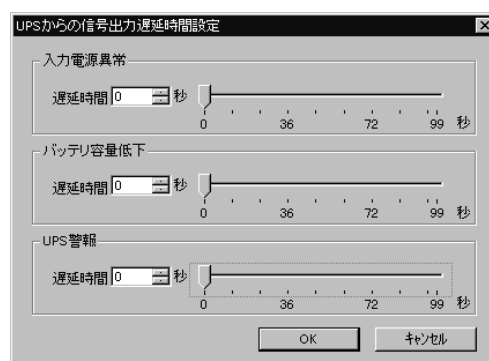 UPSからの信号出力遅延時間設定
入力電源異常
遅延時間 0 秒
0 36 72 99 秒
バッテリ容量低下
遅延時間 0 秒
0 36 72 99 秒
UPS警報
遅延時間 0 秒
0 36 72 99 秒
OK キャンセル